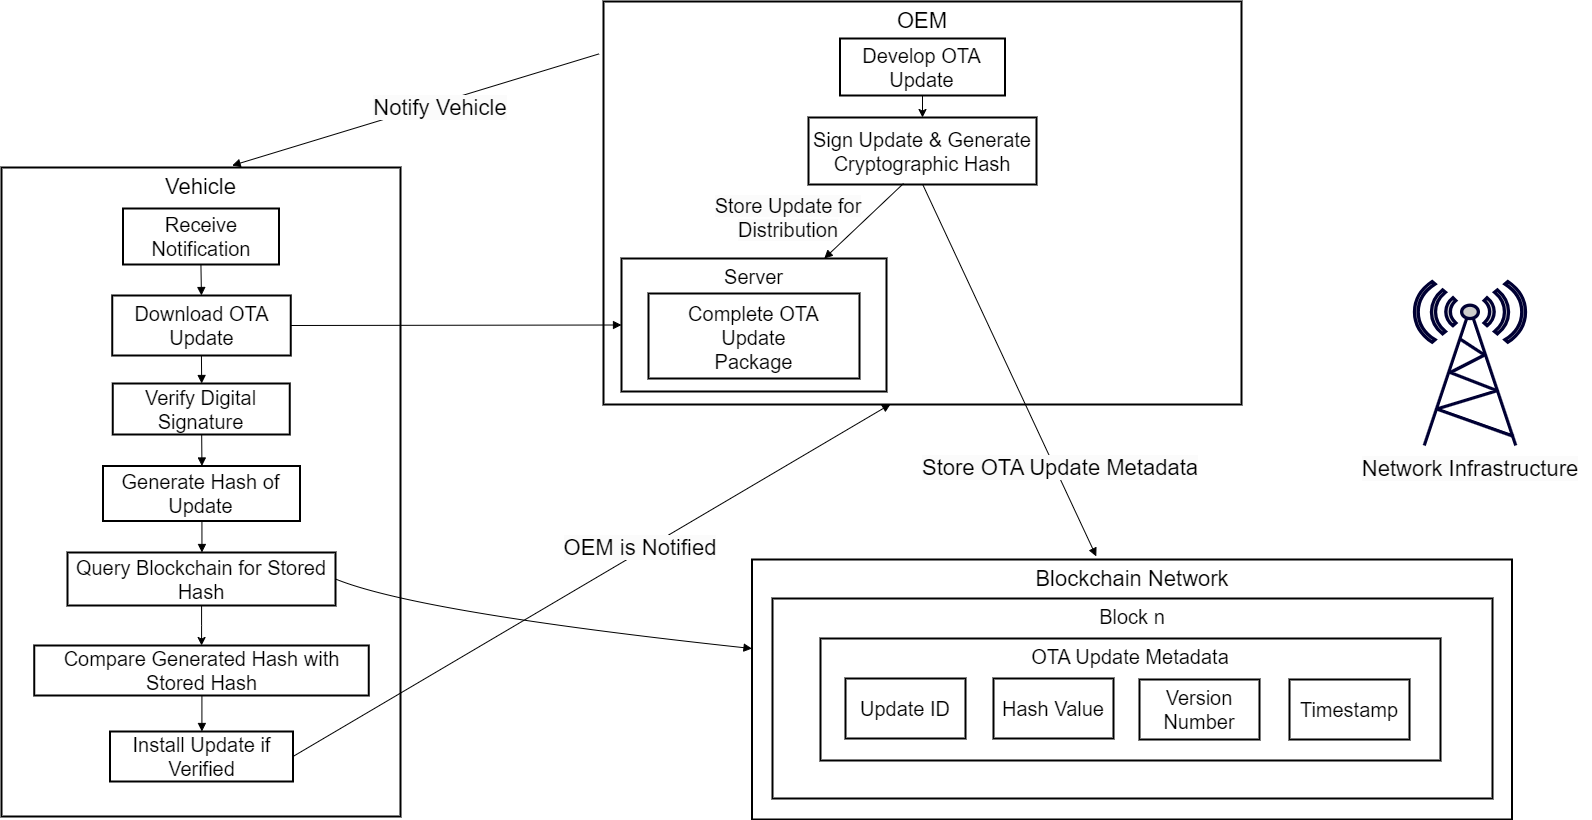 OEM
Develop OTA
Update
Sign Update & Generate
Cryptographic Hash
Store Update for
Distribution
Server
Complete OTA
Update
Package
Notify Vehicle
Vehicle
Receive
Notification
Download OTA
Update
Verify Digital
Signature
Generate Hash of
Update
Query Blockchain for Stored
Hash
Compare Generated Hash with
Stored Hash
Install Update if
Verified
OEM is Notified
Store OTA Update Metadata
Network Infrastructure
Blockchain Network
Block n
OTA Update Metadata
Update ID
Hash Value
Version
Number
Timestamp